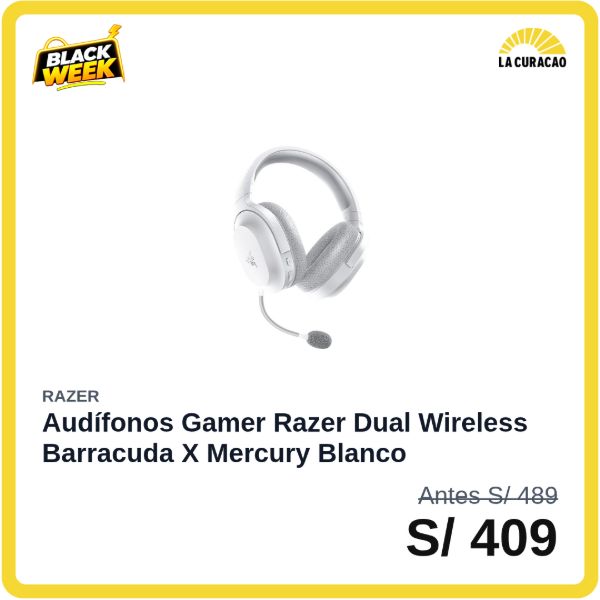 BLACK
WEEK
LA CURACAO
RAZER
Audífonos Gamer Razer Dual Wireless
Barracuda X Mercury Blanco
Antes S/ 489
S/ 409